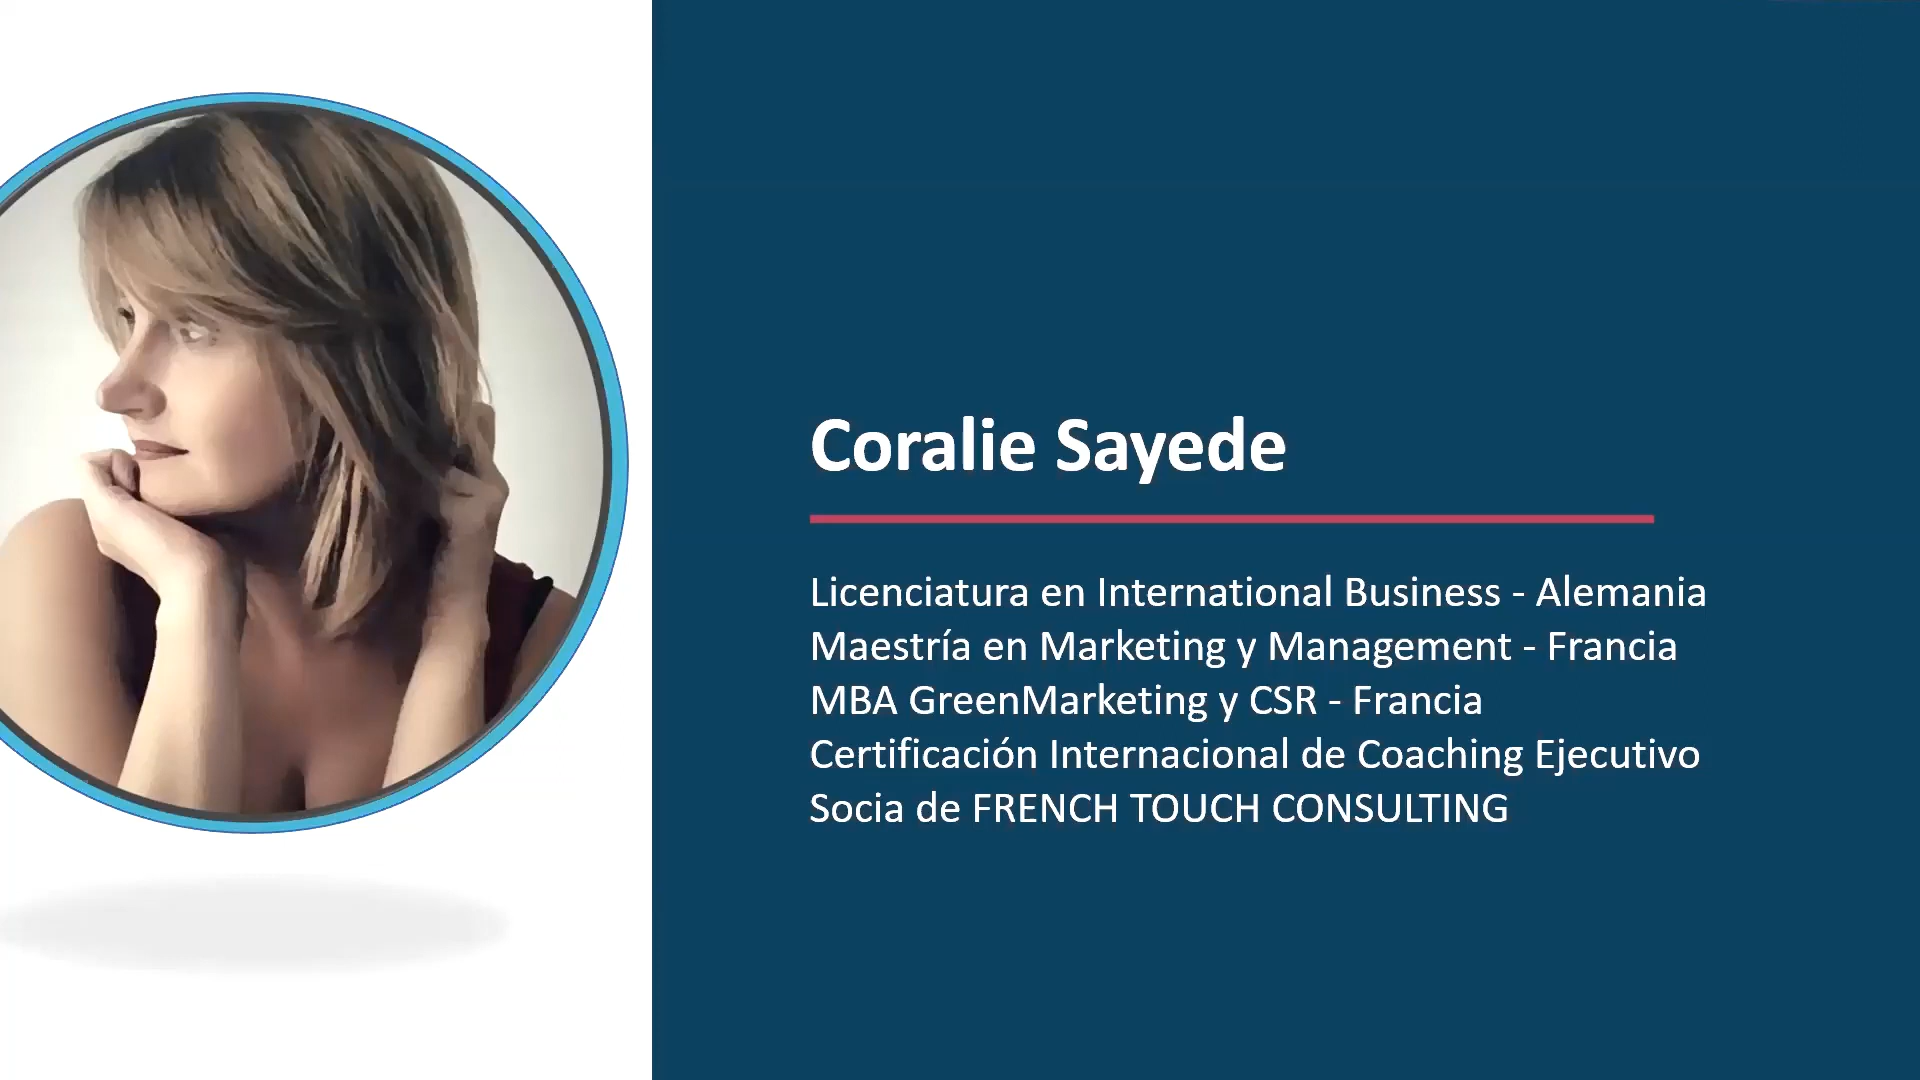 Coralie Sayede
Licenciatura en International Business - Alemania
Maestría en Marketing y Management - Francia
MBA GreenMarketing y CSR - Francia
Certificación Internacional de Coaching Ejecutivo
Socia de FRENCH TOUCH CONSULTING